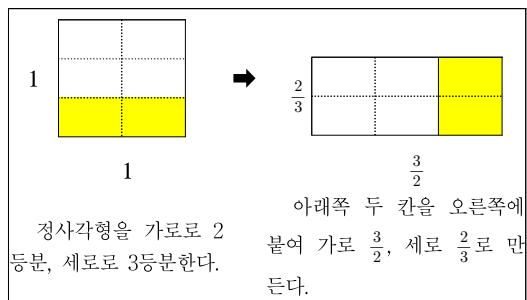 1
1
정사각형을 가로로 2
등분, 세로로 3등분한다.
2/3
3/2
아래쪽 두 칸을 오른쪽에
붙여 가로 3/2, 세로 2/3로 만
든다.